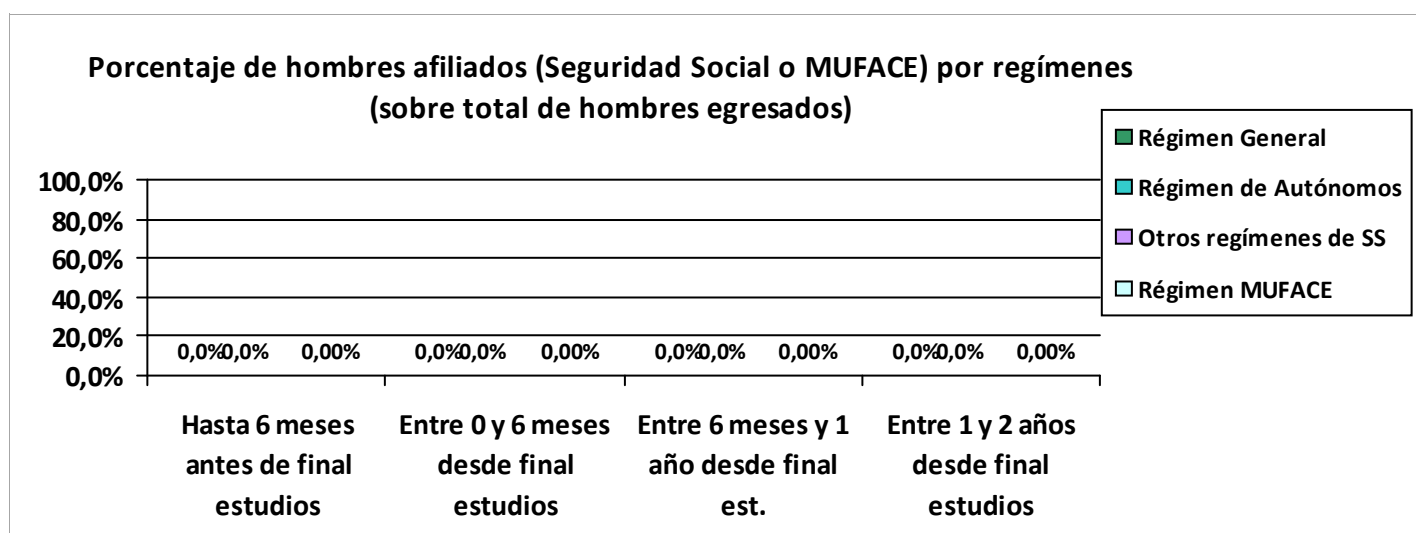 Porcentaje de hombres afiliados (Seguridad Social o MUFACE) por regímenes
(sobre total de hombres egresados)
Régimen General
Régimen de Autónomos
Otros regímenes de SS
Régimen MUFACE
100,0%
80,0%
60,0%
40,0%
20,0%
0,0%
0,0%0,0% 0,00% 0,0%0,0% 0,00% 0,0%0,0% 0,00% 0,0%0,0% 0,00%
Hasta 6 meses
antes de final
estudios
Entre 0 y 6 meses
desde final
estudios
Entre 6 meses y 1
año desde final
est.
Entre 1 y 2 años
desde final
estudios